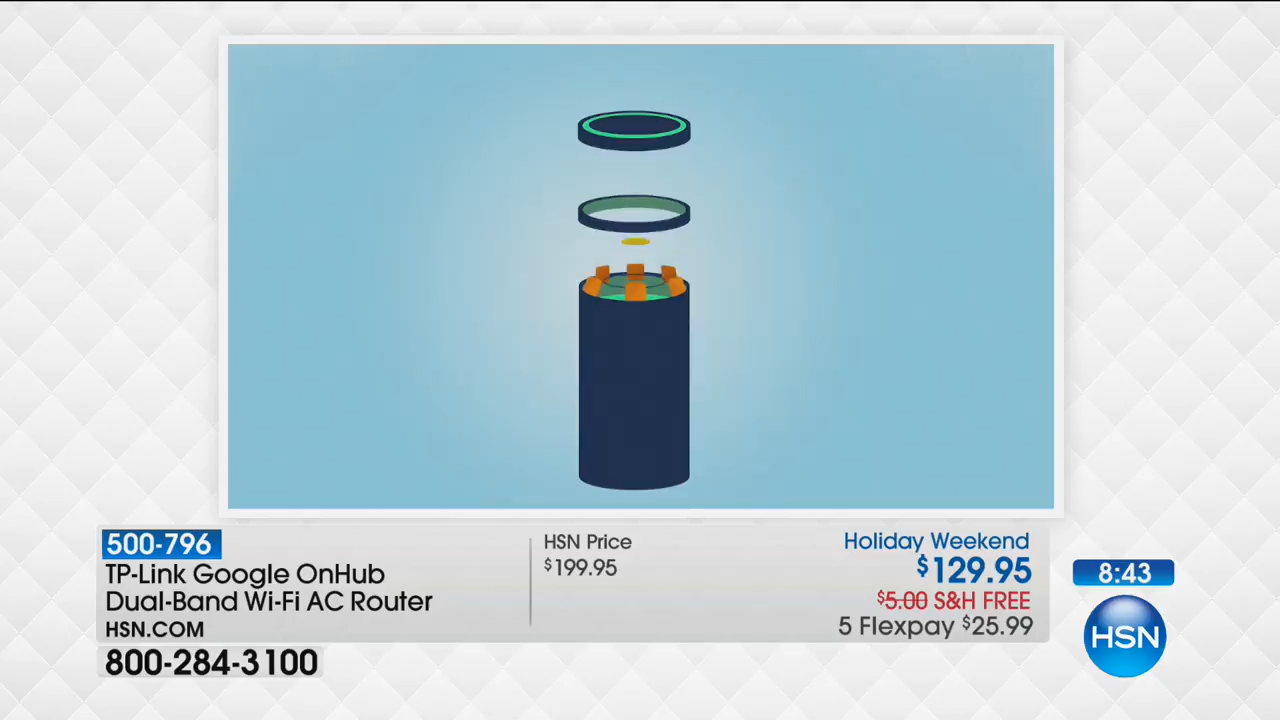 500-796
TP-Link Google OnHub
Dual-Band Wi-Fi AC Router
HSN.COM
800-284-3100
HSN Price
$199.95
Holiday Weekend
$129.95
$5.00 S&H FREE
5 Flexpay $25.99
8:43
HSN